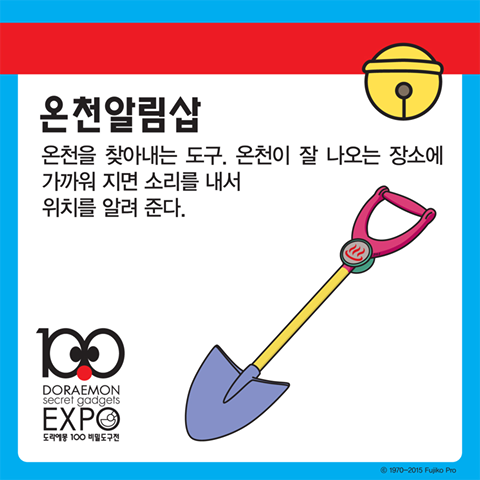 온천알림삽
온천을 찾아내는 도구. 온천이 잘 나오는 장소에
가까워 지면 소리를 내서
위치를 알려 준다.
100
DORAEMON
secret gadgets
EXPO
도라에몽 100 비밀도구전
© 1970-2015 Fujiko Pro